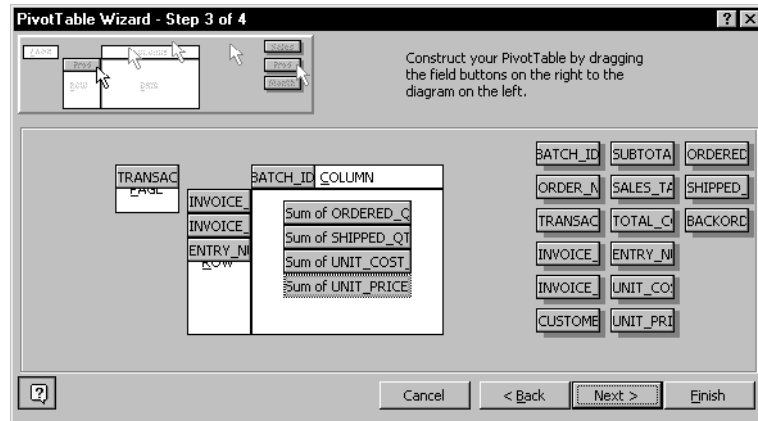 PivotTable Wizard - Step 3 of 4
Construct your PivotTable by dragging
the field buttons on the right to the
diagram on the left.
TRANSAC
PAGE
BATCH_ID COLUMN
INVOICE_
INVOICE_
ENTRY_NU
ROW
Sum of ORDERED_Q
Sum of SHIPPED_QT
Sum of UNIT_COST_
Sum of UNIT_PRICE
BATCH_ID SUBTOTA ORDERED
ORDER_N SALES_TA SHIPPED_
TRANSAC TOTAL_C BACKORD
INVOICE_ ENTRY_NU
INVOICE_ UNIT_CO
CUSTOME UNIT_PRI
Cancel < Back Next > Finish